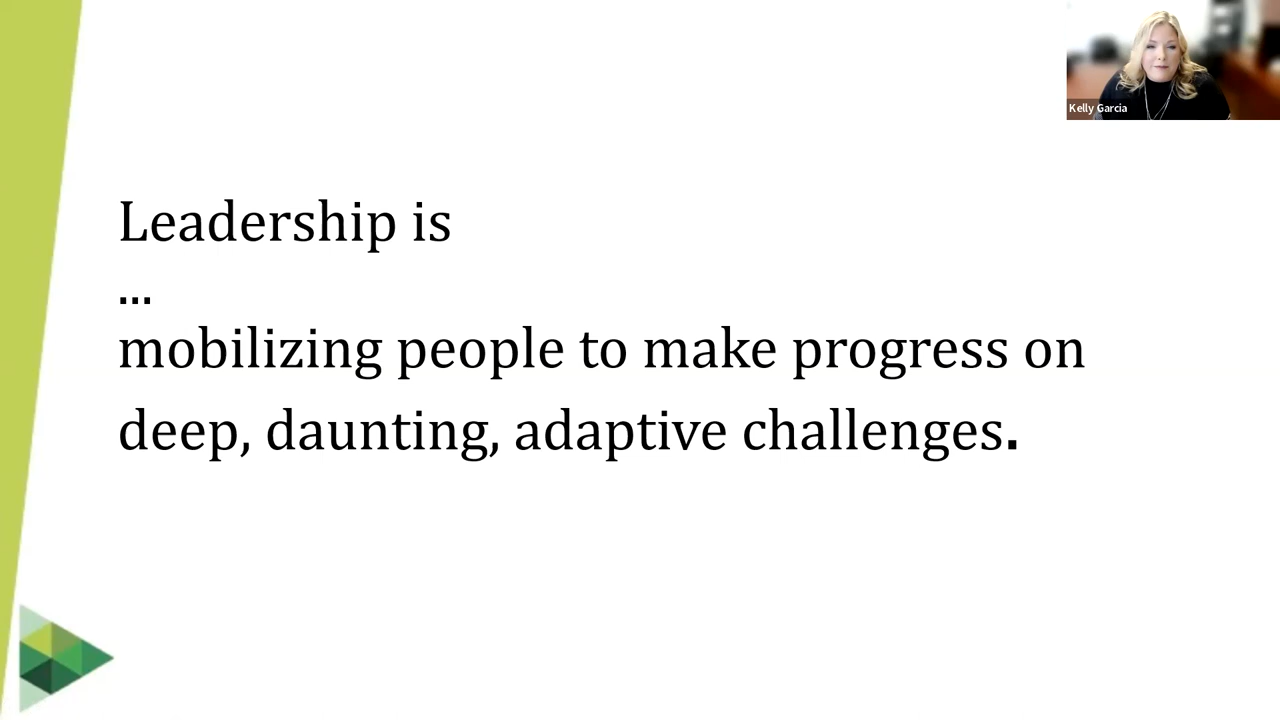 Kelly Garcia
Leadership is
...
mobilizing people to make progress on
deep, daunting, adaptive challenges.